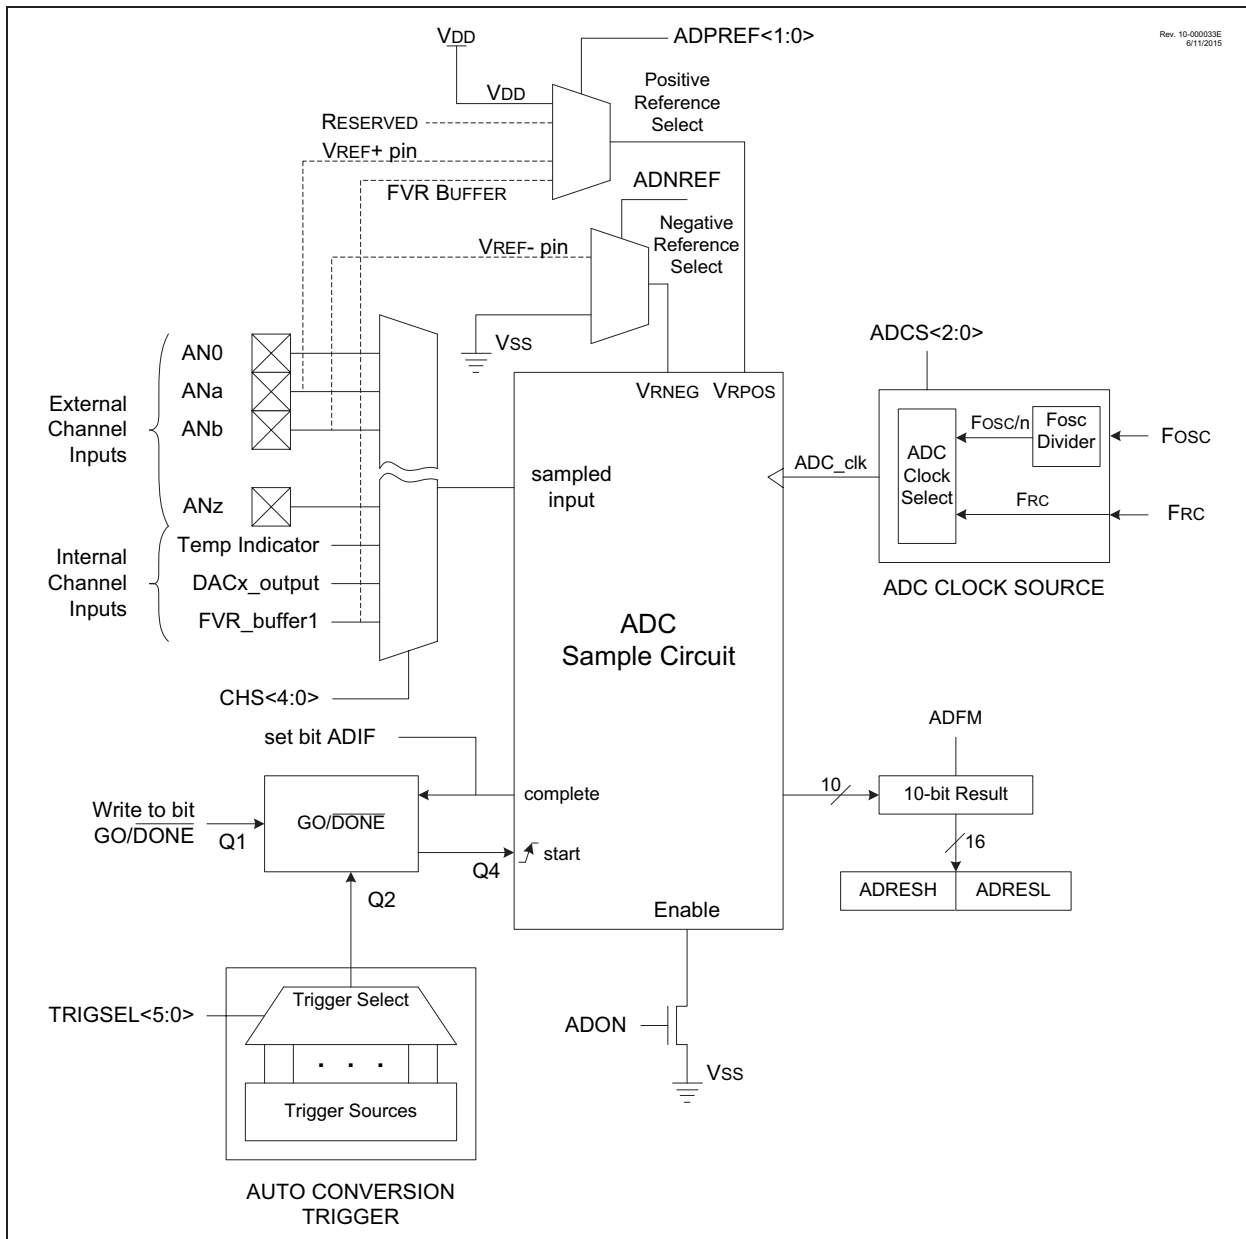 Rev. 10-000033E
6/11/2015
VDD
ADPREF<1:0>
Positive
Reference
Select
VDD
RESERVED
VREF+ pin
FVR BUFFER
ADNREF
Negative
Reference
Select
VREF- pin
VSS
ADCS<2:0>
External
Channel
Inputs
AN0
ANa
ANb
ANz
VRNEG VRPOS
sampled
input
ADC_clk
ADC
Clock
Select
FOSC/n
Fosc
Divider
FOSC
FRC
FRC
ADC CLOCK SOURCE
Internal
Channel
Inputs
Temp Indicator
DACx_output
FVR_buffer1
ADC
Sample Circuit
CHS<4:0>
set bit ADIF
ADFM
complete
10
10-bit Result
16
ADRESH ADRESL
Write to bit
GO/DONE
Q1
GO/DONE
Q4
start
Q2
Enable
TRIGSEL<5:0>
Trigger Select
. . .
Trigger Sources
ADON
VSS
AUTO CONVERSION
TRIGGER